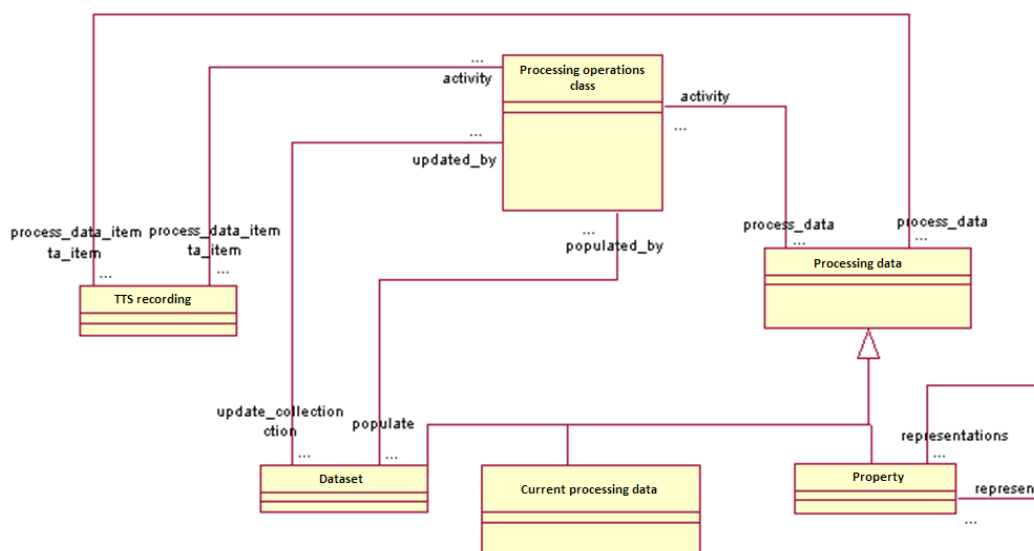 ...
activity
Processing operations
class
activity
...
...
updated_by
process_data_item
ta_item
...
process_data_item
ta_item
...
...
populated_by
process_data
...
process_data
...
TTS recording
Processing data
update_collection
ction
...
populate
...
representations
...
Dataset
Current processing data
Property
represen
...